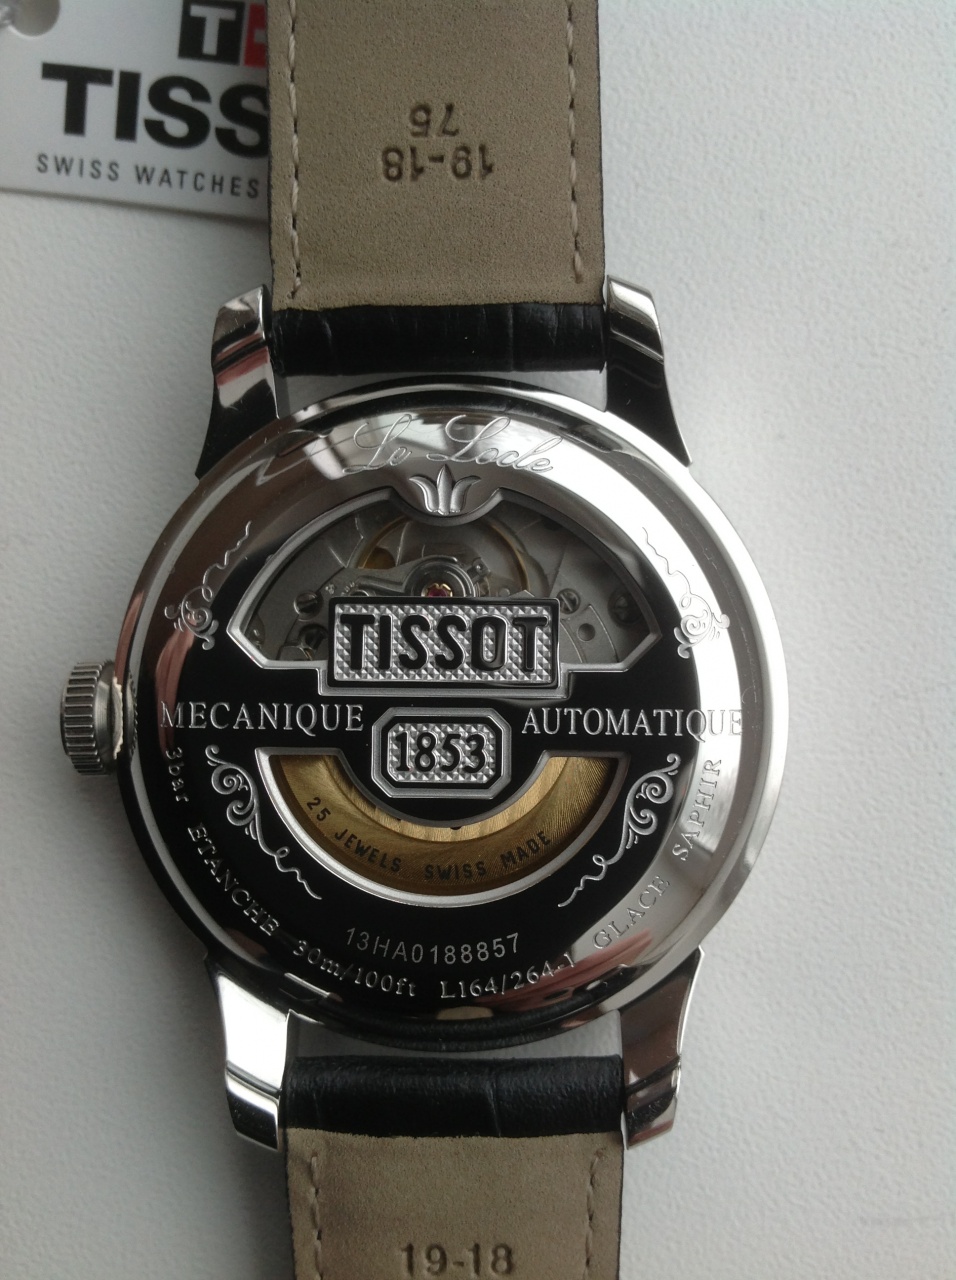 T
TISS
SWISS WATCHES
19-18
75
Le Locle
TISSOT
MECANIQUE
AUTOMATIQUE
1853
25 JEWELS SWISS MADE
13HA0188857
3bar ETANCHE 30m/100ft L164/264-1 GLACE SAPHIR
19-18